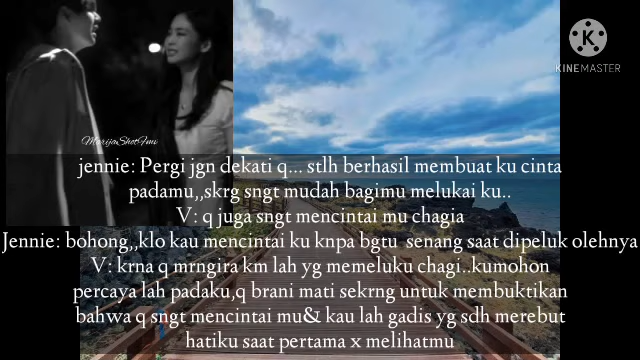 KINEMASTER
MarijaShotFmv
jennie: Pergi jgn dekati q... stlh berhasil membuat ku cinta
padamu,,skrg sngt mudah bagimu melukai ku..
V: q juga sngt mencintai mu chagia
Jennie: bohong,,klo kau mencintai ku knpa bgtu senang saat dipeluk olehnya
V: krna q mrngira km lah yg memeluku chagi..kumohon
percaya lah padaku,q brani mati sekrng untuk membuktikan
bahwa q sngt mencintai mu& kau lah gadis yg sdh merebut
hatiku saat pertama x melihatmu